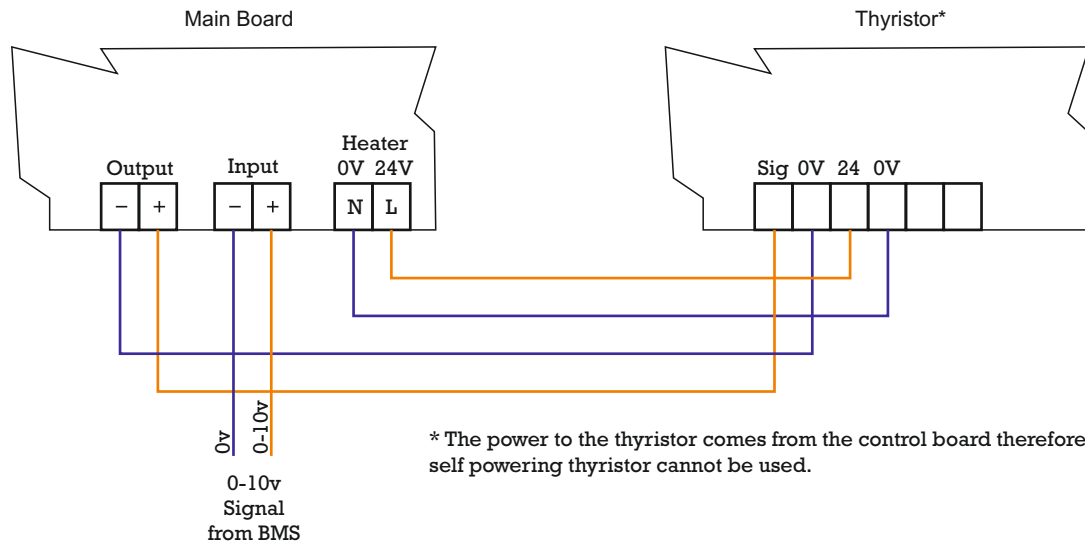 Main Board
Thyristor*
Heater
Output
Input
0V 24V
Sig 0V 24 0V
− + − + N L
0v
0-10v
* The power to the thyristor comes from the control board therefore
self powering thyristor cannot be used.
0-10v
Signal
from BMS